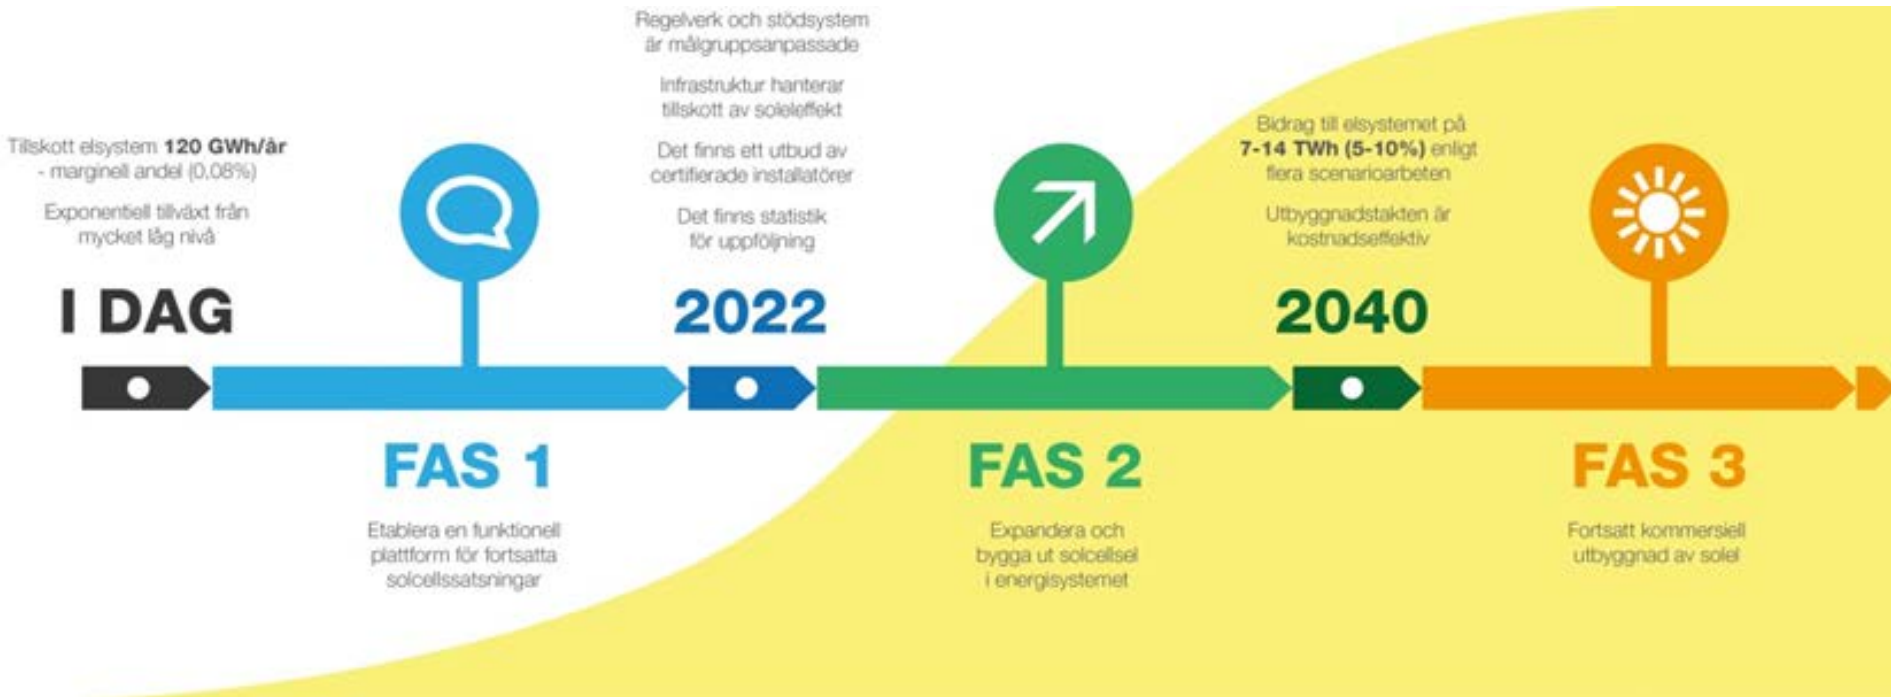 Tillskott elsystem 120 GWh/år
- marginell andel (0,08%)
Exponentiell tillväxt från
mycket låg nivå
I DAG
FAS 1
Etablera en funktionell
plattform för fortsatta
solcellssatsningar
Regelverk och stödsystem
är målgruppsanpassade
Infrastruktur hanterar
tillskott av soleleffekt
Det finns ett utbud av
certifierade installatörer
Det finns statistik
för uppföljning
2022
FAS 2
Expandera och
bygga ut solcellsel
i energisystemet
Bidrag till elsystemet på
7-14 TWh (5-10%) enligt
flera scenarioarbeten
Utbyggnadstakten är
kostnadseffektiv
2040
FAS 3
Fortsatt kommersiell
utbyggnad av solel